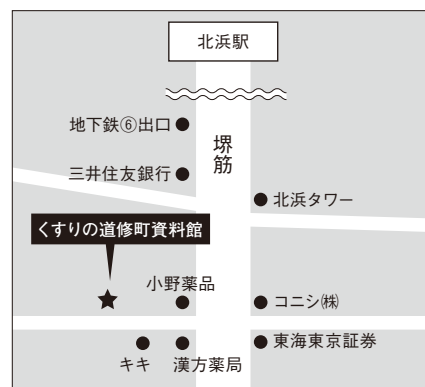 北浜駅
地下鉄⑥出口
堺筋
三井住友銀行
北浜タワー
くすりの道修町資料館
小野薬品
コニシ㈱
東海東京証券
キキ
漢方薬局